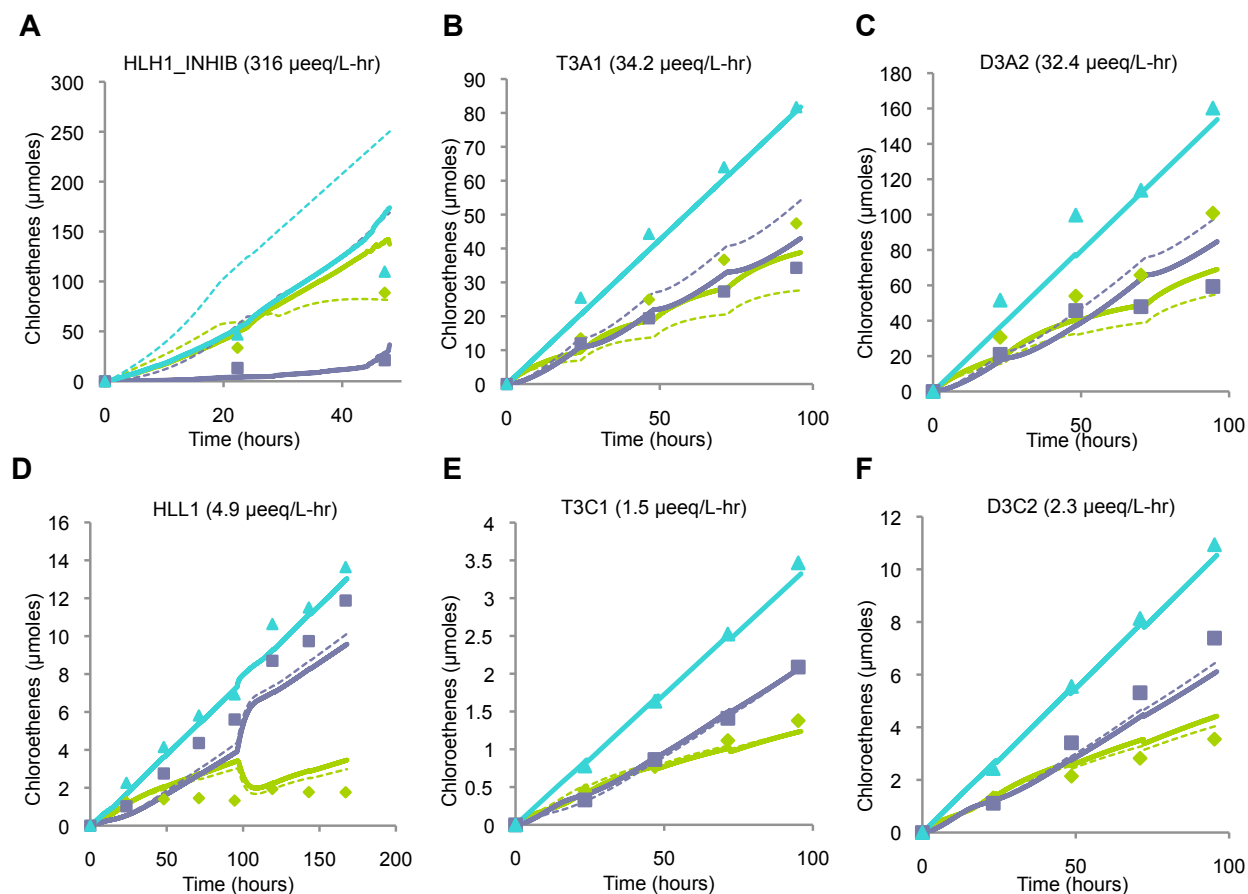 A
HLH1_INHIB (316 µeeq/L-hr)
Chloroethenes (µmoles)
300
250
200
150
100
50
0
0 20 40
Time (hours)
B
T3A1 (34.2 µeeq/L-hr)
Chloroethenes (µmoles)
90
80
70
60
50
40
30
20
10
0
0 50 100
Time (hours)
C
D3A2 (32.4 µeeq/L-hr)
Chloroethenes (µmoles)
180
160
140
120
100
80
60
40
20
0
0 50 100
Time (hours)
D
HLL1 (4.9 µeeq/L-hr)
Chloroethenes (µmoles)
16
14
12
10
8
6
4
2
0
0 50 100 150 200
Time (hours)
E
T3C1 (1.5 µeeq/L-hr)
Chloroethenes (µmoles)
4
3.5
3
2.5
2
1.5
1
0.5
0
0 50 100
Time (hours)
F
D3C2 (2.3 µeeq/L-hr)
Chloroethenes (µmoles)
12
10
8
6
4
2
0
0 50 100
Time (hours)